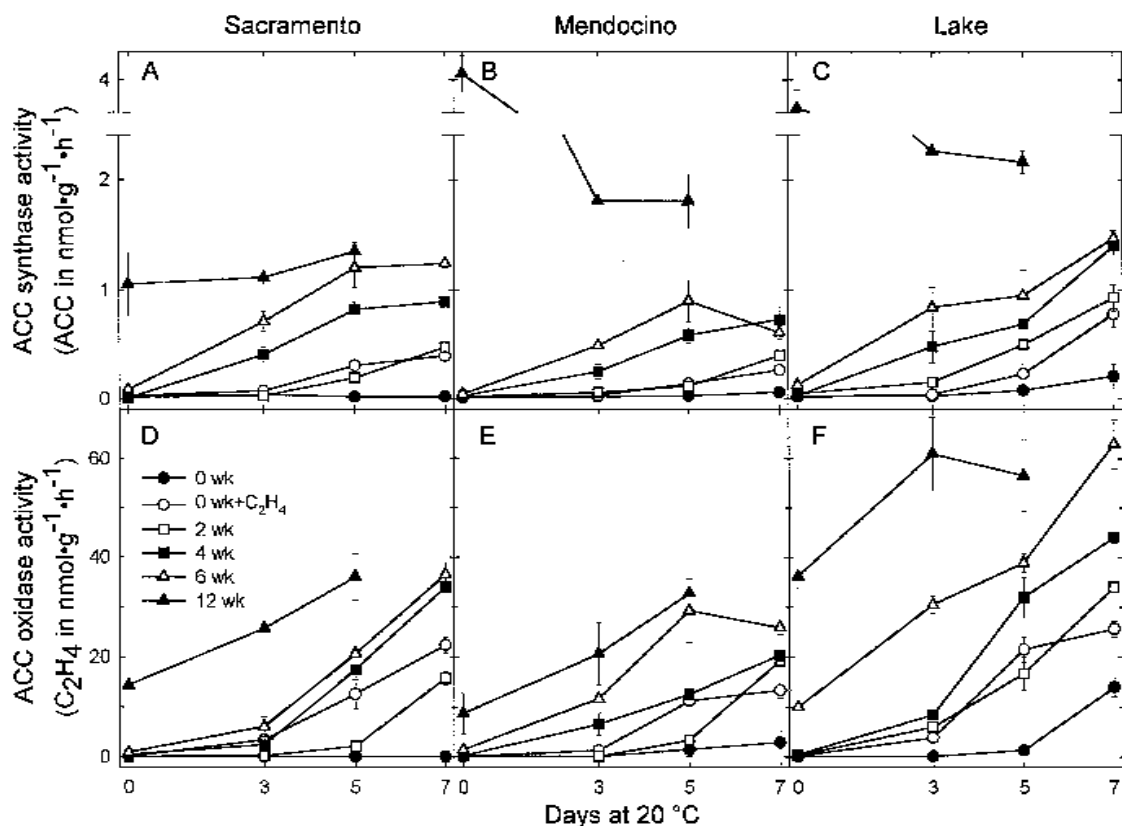 Sacramento Mendocino Lake
A B C
ACC synthase activity
(ACC in nmol•g⁻¹•h⁻¹)
4
2
1
0
D E F
ACC oxidase activity
(C₂H₄ in nmol•g⁻¹•h⁻¹)
60
40
20
0
0 wk
0 wk+C₂H₄
2 wk
4 wk
6 wk
12 wk
0 3 5 7 0 3 5 7 0 3 5 7
Days at 20 °C